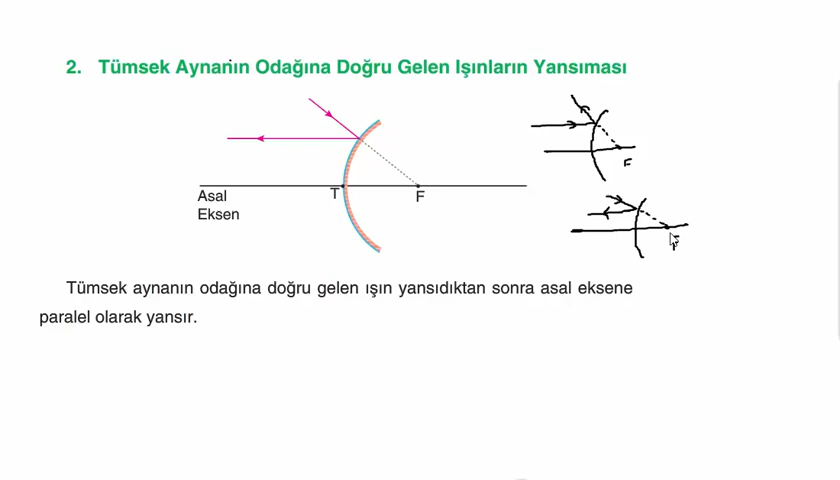 2. Tümsek Aynanın Odağına Doğru Gelen Işınların Yansıması
T
F
Asal
Eksen
F
F
Tümsek aynanın odağına doğru gelen ışın yansıdıktan sonra asal eksene
paralel olarak yansır.